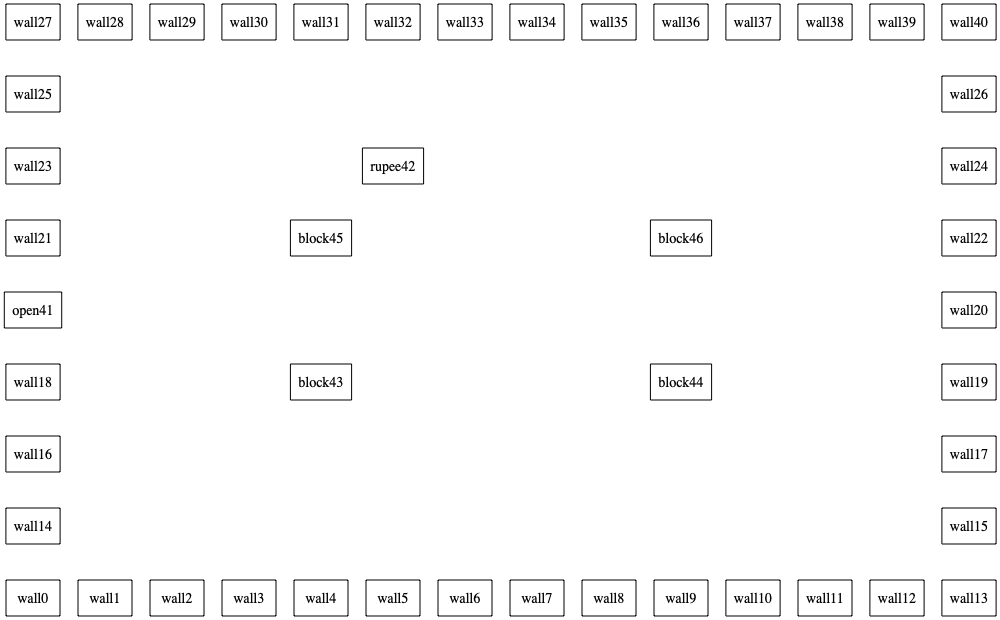 wall27 wall28 wall29 wall30 wall31 wall32 wall33 wall34 wall35 wall36 wall37 wall38 wall39 wall40
wall25 wall26
wall23 rupee42 wall24
wall21 block45 block46 wall22
open41 wall20
wall18 block43 block44 wall19
wall16 wall17
wall14 wall15
wall0 wall1 wall2 wall3 wall4 wall5 wall6 wall7 wall8 wall9 wall10 wall11 wall12 wall13